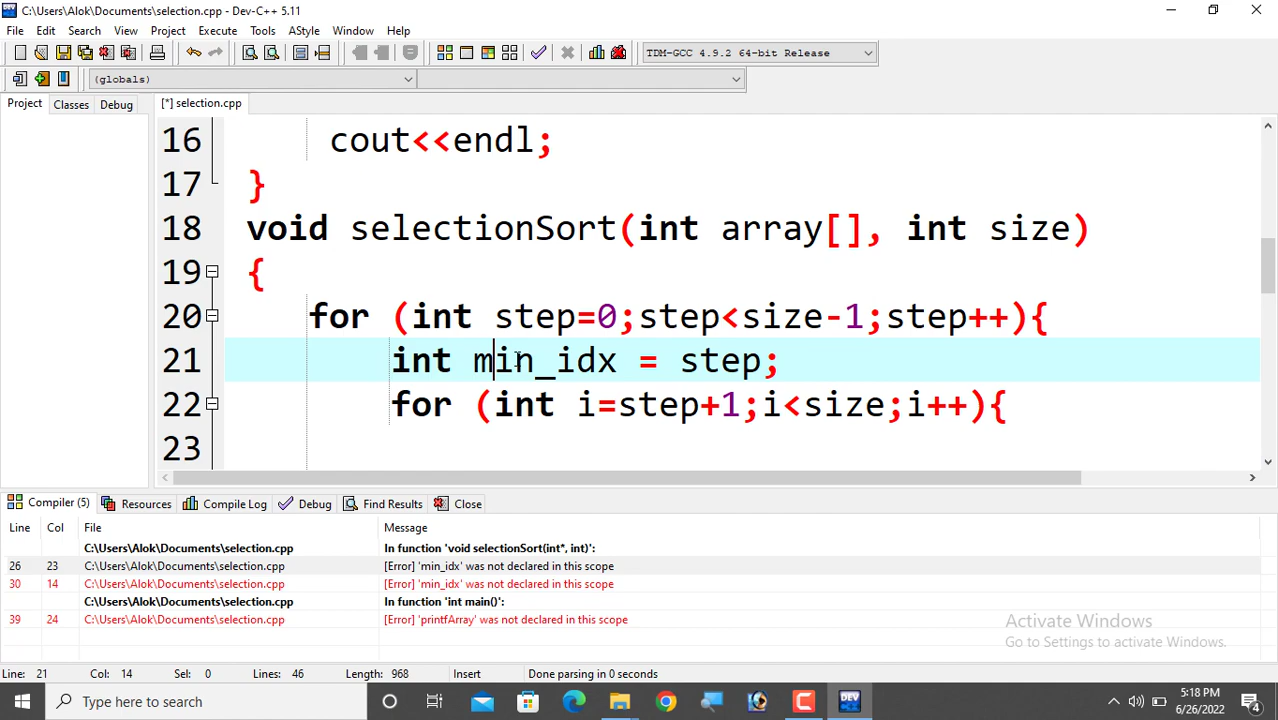 C:\Users\Alok\Documents\selection.cpp - Dev-C++ 5.11
File Edit Search View Project Execute Tools AStyle Window Help
TDM-GCC 4.9.2 64-bit Release
(globals)
Project Classes Debug [*] selection.cpp
16 cout<<endl;
17 }
18 void selectionSort(int array[], int size)
19 {
20 for (int step=0;step<size-1;step++){
21 int min_idx = step;
22 for (int i=step+1;i<size;i++){
23
Compiler (5) Resources Compile Log Debug Find Results Close
Line Col File Message
C:\Users\Alok\Documents\selection.cpp In function 'void selectionSort(int*, int)':
26 23 C:\Users\Alok\Documents\selection.cpp [Error] 'min_idx' was not declared in this scope
30 14 C:\Users\Alok\Documents\selection.cpp [Error] 'min_idx' was not declared in this scope
C:\Users\Alok\Documents\selection.cpp In function 'int main()':
39 24 C:\Users\Alok\Documents\selection.cpp [Error] 'printfArray' was not declared in this scope
Activate Windows
Go to Settings to activate Windows.
Line: 21 Col: 14 Sel: 0 Lines: 46 Length: 968 Insert Done parsing in 0 seconds
Type here to search
DEV
5:18 PM
6/26/2022
4